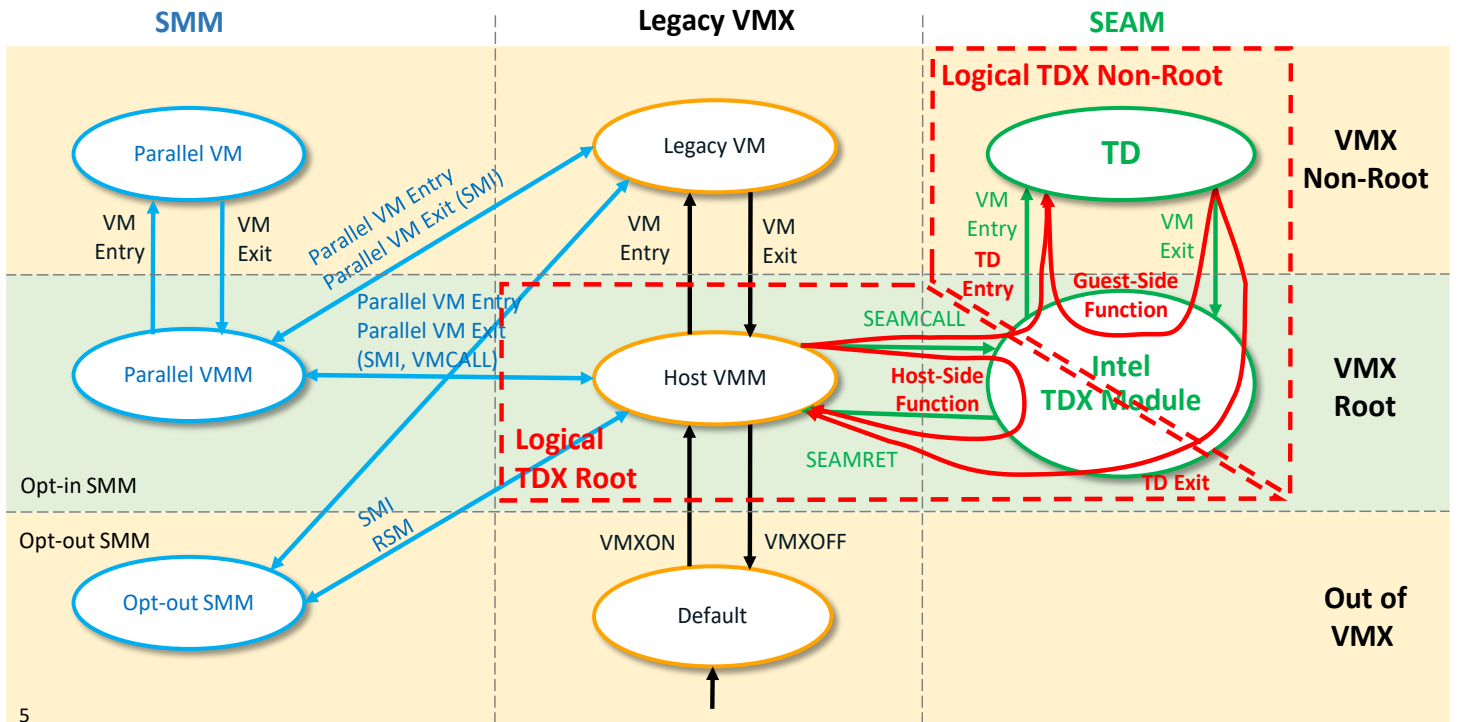 SMM
Legacy VMX
SEAM
Logical TDX Non-Root
Parallel VM
Legacy VM
TD
VMX
Non-Root
VM
Entry
VM
Exit
Parallel VM Entry
Parallel VM Exit (SMI)
VM
Entry
VM
Exit
VM
Entry
TD
Entry
VM
Exit
Guest-Side
Function
Parallel VM Entry
Parallel VM Exit
(SMI, VMCALL)
SEAMCALL
Parallel VMM
Host VMM
Host-Side
Function
Intel
TDX Module
VMX
Root
Logical
TDX Root
SEAMRET
TD Exit
Opt-in SMM
Opt-out SMM
SMI
RSM
VMXON
VMXOFF
Opt-out SMM
Default
Out of
VMX
5